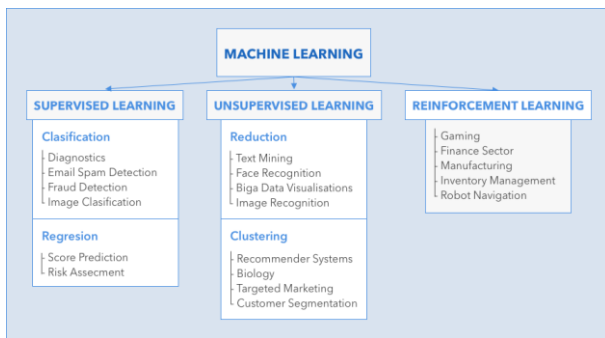 MACHINE LEARNING
SUPERVISED LEARNING
Clasification
Diagnostics
Email Spam Detection
Fraud Detection
Image Clasification
Regresion
Score Prediction
Risk Assecment
UNSUPERVISED LEARNING
Reduction
Text Mining
Face Recognition
Biga Data Visualisations
Image Recognition
Clustering
Recommender Systems
Biology
Targeted Marketing
Customer Segmentation
REINFORCEMENT LEARNING
Gaming
Finance Sector
Manufacturing
Inventory Management
Robot Navigation